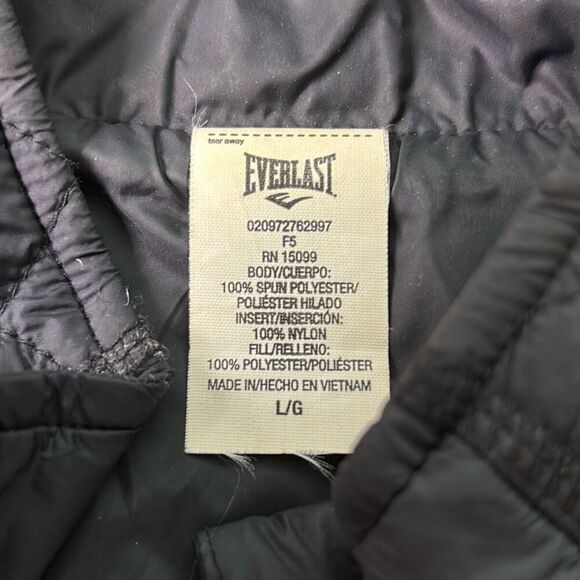 tear away
EVERLAST
020972762997
F5
RN 15099
BODY/CUERPO:
100% SPUN POLYESTER/
POLIÉSTER HILADO
INSERT/INSERCIÓN:
100% NYLON
FILL/RELLENO:
100% POLYESTER/POLIÉSTER
MADE IN/HECHO EN VIETNAM
L/G